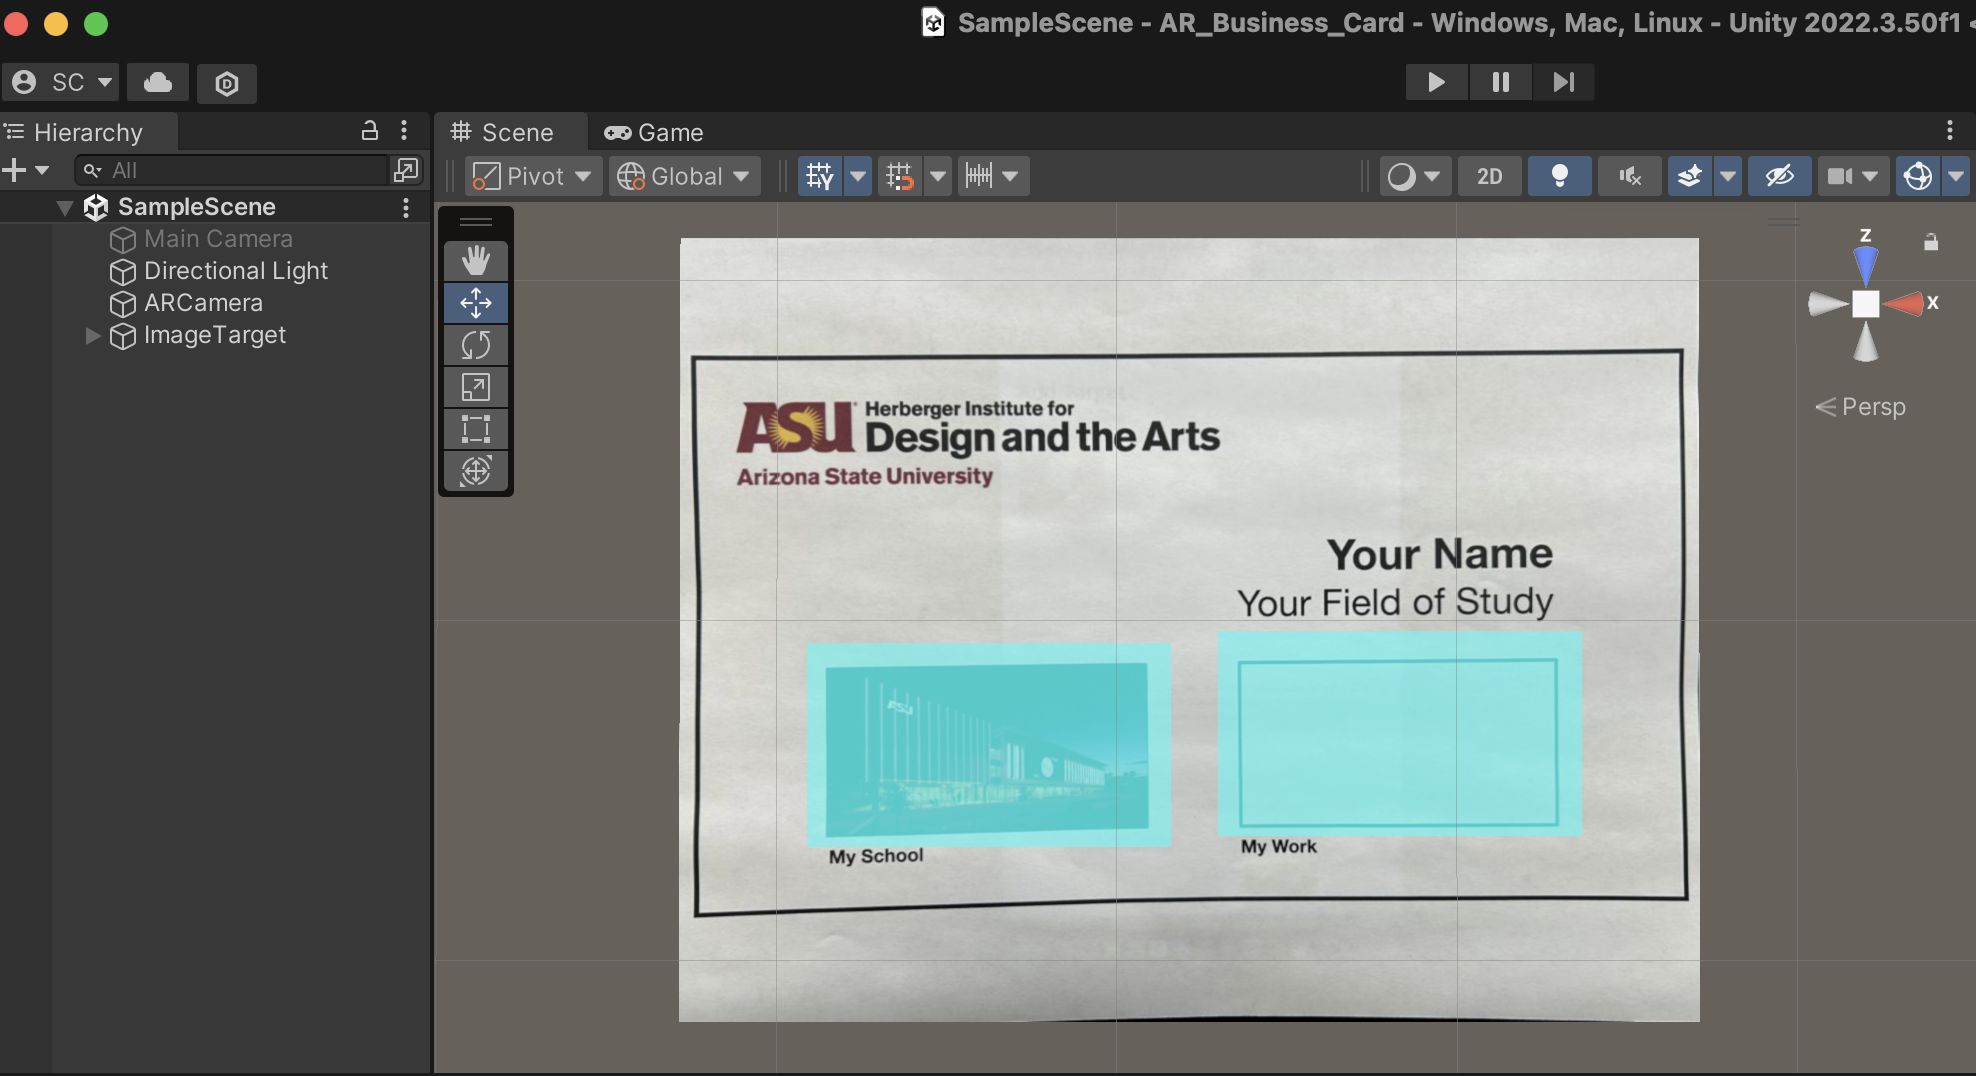 SampleScene - AR_Business_Card - Windows, Mac, Linux - Unity 2022.3.50f1
SC
Hierarchy
Scene
Game
All
Pivot
Global
2D
SampleScene
Main Camera
Directional Light
ARCamera
ImageTarget
Z
X
Persp
ASU
Herberger Institute for
Design and the Arts
Arizona State University
Your Name
Your Field of Study
ASU
My School
My Work